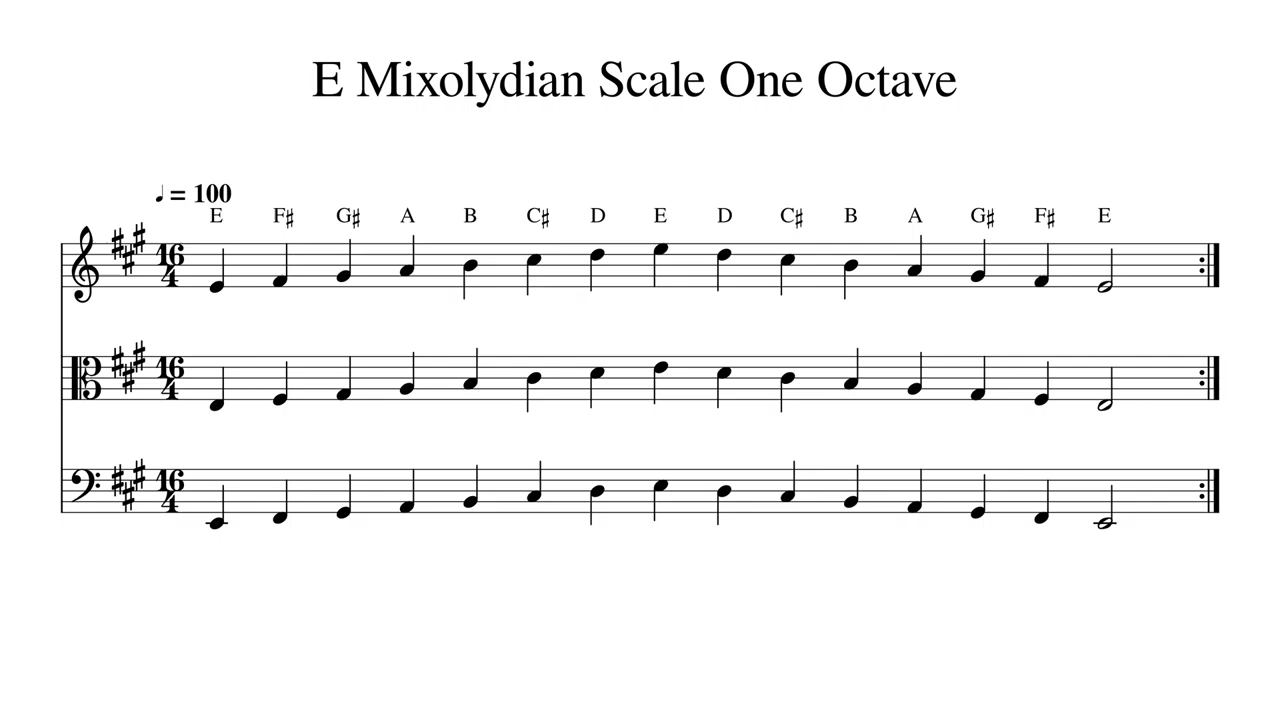 E Mixolydian Scale One Octave
♩ = 100
E F♯ G♯ A B C♯ D E D C♯ B A G♯ F♯ E
16
4
16
4
16
4